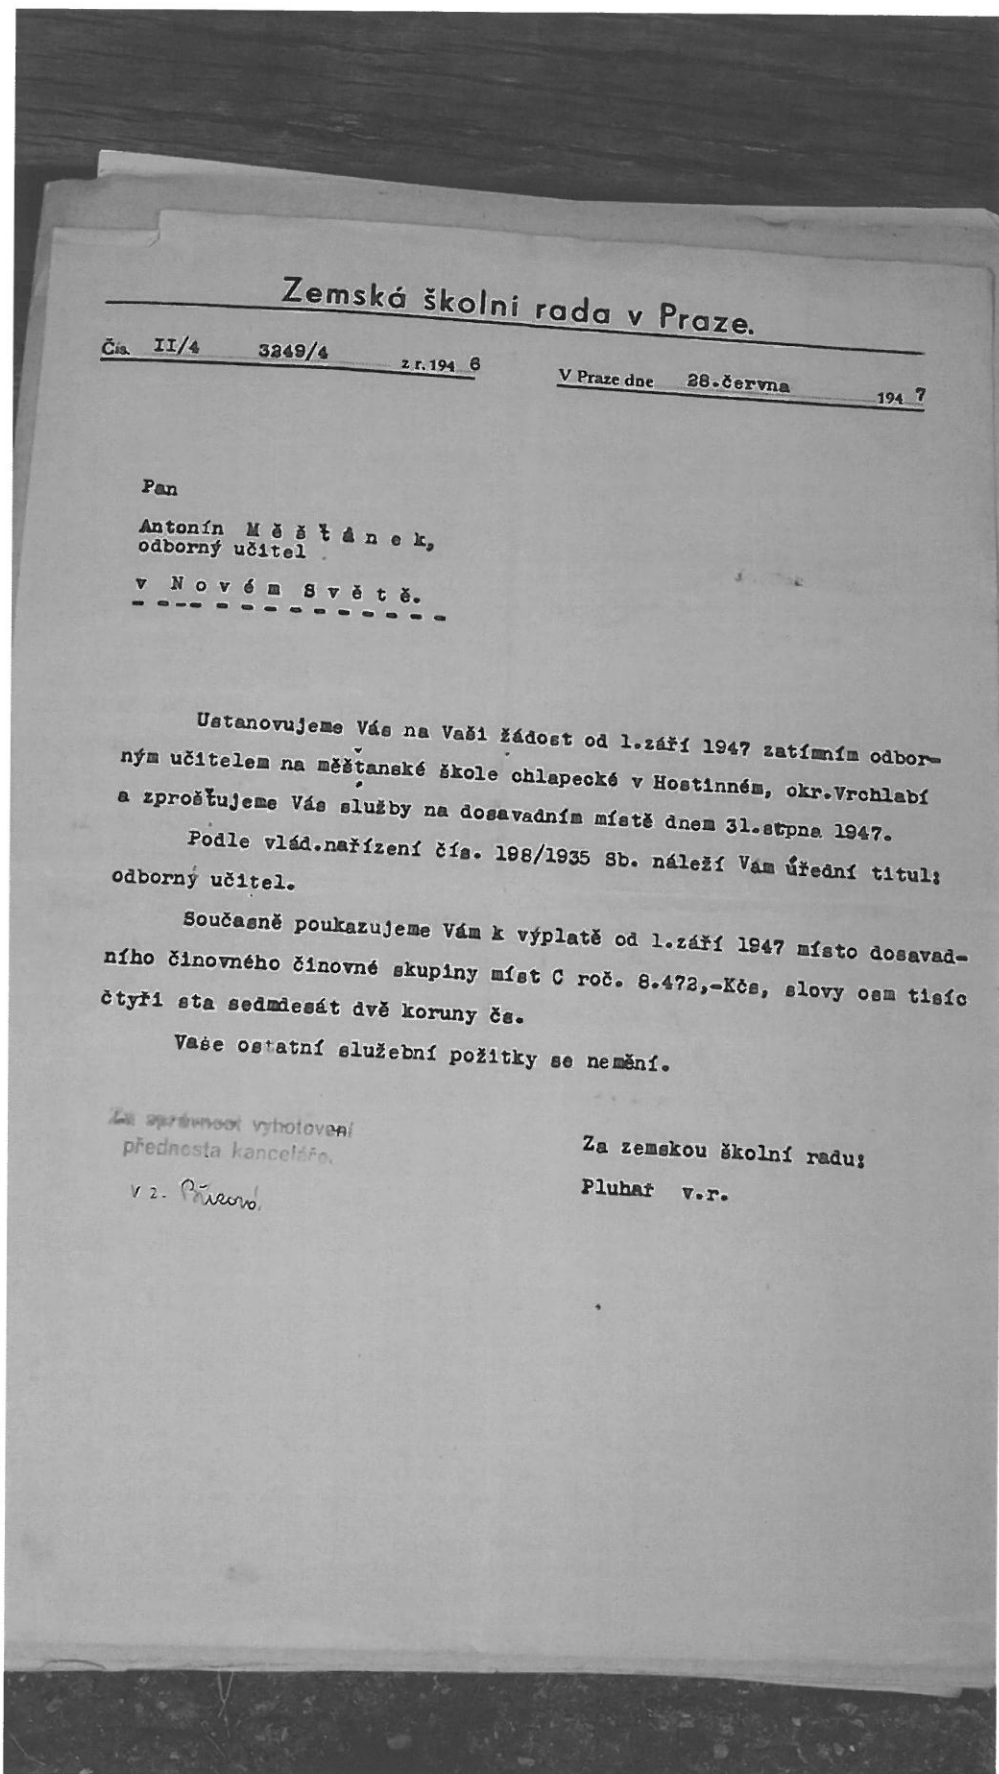 Zemská školní rada v Praze.
Čís. II/4 3249/4 z r. 194 6
V Praze dne 28.června 194 7
Pan
Antonín M ě š ť á n e k,
odborný učitel
v N o v é m S v ě t ě.
Ustanovujeme Vás na Vaši žádost od 1.září 1947 zatímním odbor-
ným učitelem na měšťanské škole chlapecké v Hostinném, okr.Vrchlabí
a zprošťujeme Vás služby na dosavadním místě dnem 31.stpna 1947.
Podle vlád.nařízení čís. 198/1935 Sb. náleží Vám úřední titul:
odborný učitel.
Současně poukazujeme Vám k výplatě od 1.září 1947 místo dosavad-
ního činovného činovné skupiny míst C roč. 8.472,-Kčs, slovy osm tisíc
čtyři sta sedmdesát dvě koruny čs.
Vaše ostatní služební požitky se nemění.
Za správnost vyhotovení
přednosta kanceláře.
v z.
Za zemskou školní radu:
Pluhař v.r.